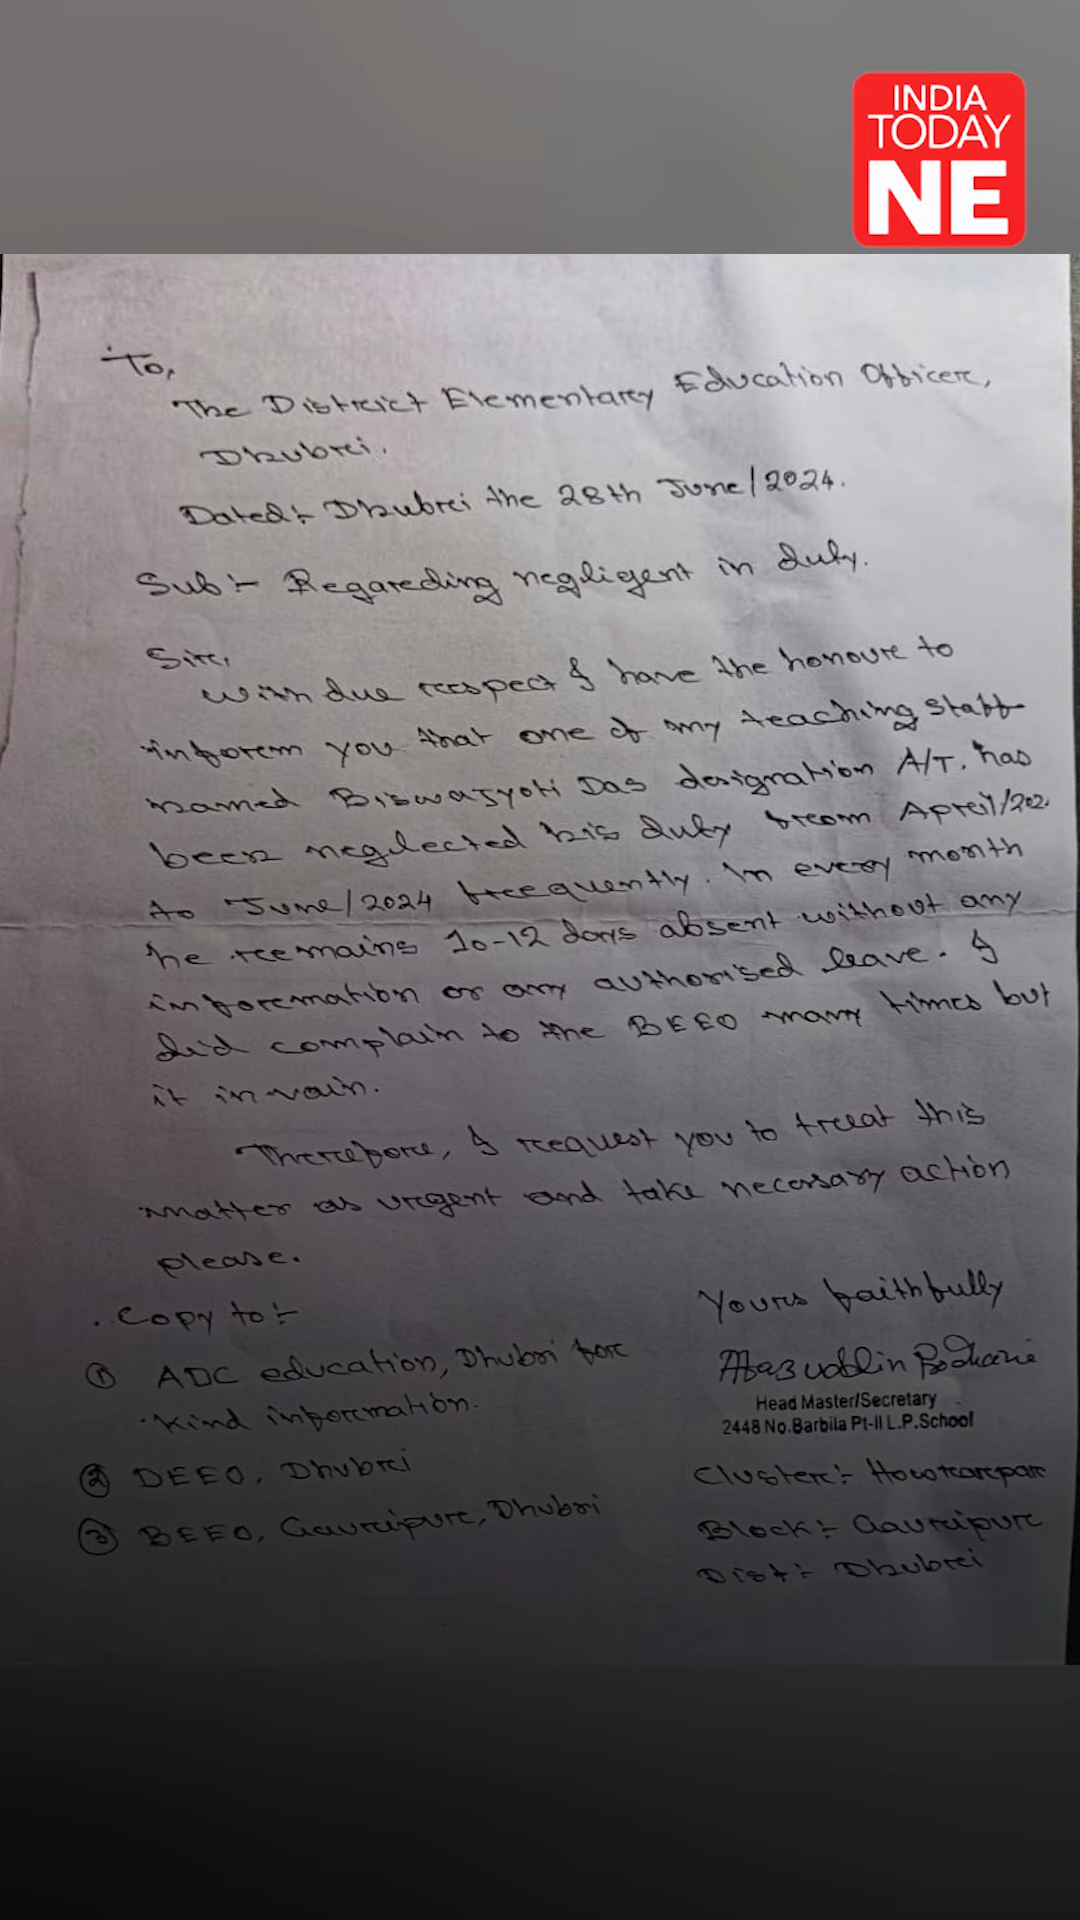 INDIA
TODAY
NE
To,
The District Elementary Education Officer,
Dhubri.
Dated:- Dhubri the 28th June/2024.
Sub:- Regarding negligent in duty.
Sir,
With due respect I have the honour to
inform you that one of my teaching staff
named Biswajyoti Das designation A/T. has
been neglected his duty from April/202
to June/2024 frequently. In every month
he remains 10-12 days absent without any
information or any authorised leave. I
did complain to the BEEO many times but
it in vain.
Therefore, I request you to treat this
matter as urgent and take necessary action
please.
Yours faithfully
Head Master/Secretary
2448 No.Barbila Pt-II L.P.School
Cluster:-
Block:- Gauripur
Dist:- Dhubri
Copy to:-
① ADC education, Dhubri for
kind information.
② DEEO, Dhubri
③ BEEO, Gauripur, Dhubri